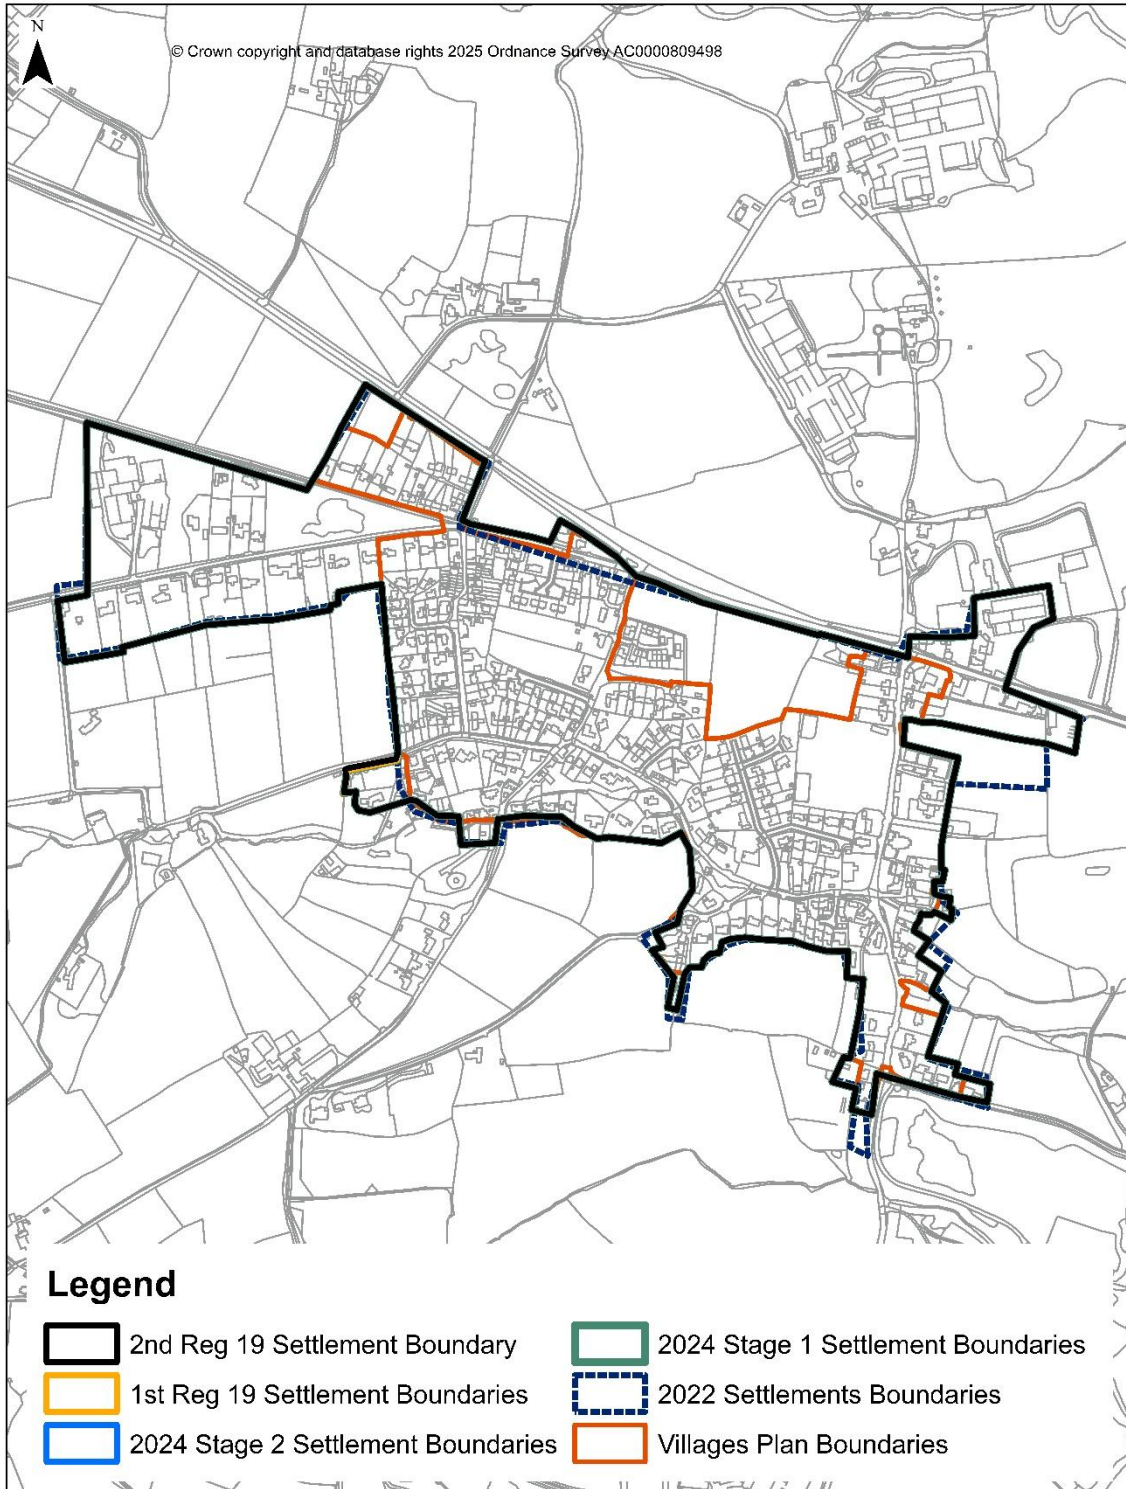 N
© Crown copyright and database rights 2025 Ordnance Survey AC0000809498
Legend
2nd Reg 19 Settlement Boundary
1st Reg 19 Settlement Boundaries
2024 Stage 2 Settlement Boundaries
2024 Stage 1 Settlement Boundaries
2022 Settlements Boundaries
Villages Plan Boundaries